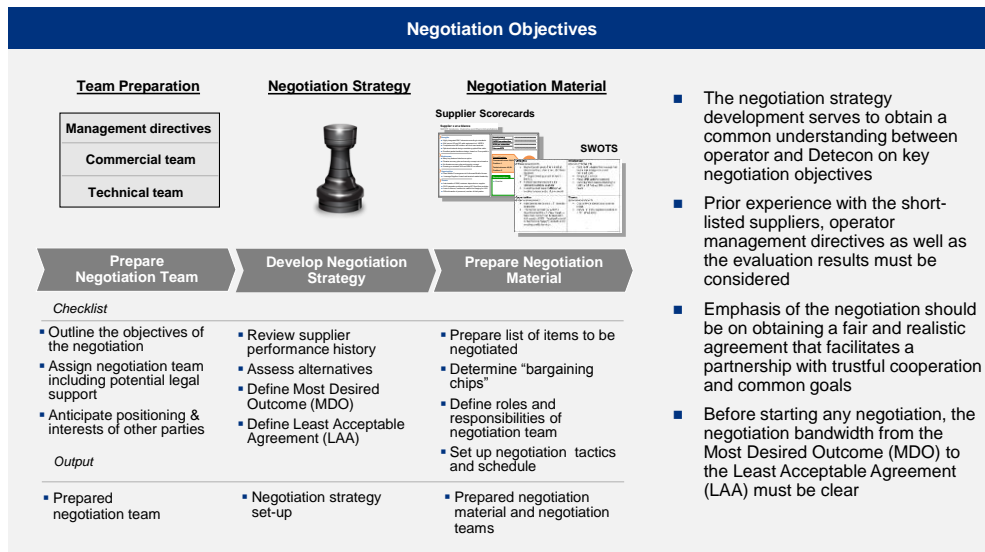 Negotiation Objectives
Team Preparation
Management directives
Commercial team
Technical team
Negotiation Strategy
Negotiation Material
Supplier Scorecards
SWOTS
Prepare
Negotiation Team
Develop Negotiation
Strategy
Prepare Negotiation
Material
Checklist
▪ Outline the objectives of
the negotiation
▪ Assign negotiation team
including potential legal
support
▪ Anticipate positioning &
interests of other parties
▪ Review supplier
performance history
▪ Assess alternatives
▪ Define Most Desired
Outcome (MDO)
▪ Define Least Acceptable
Agreement (LAA)
▪ Prepare list of items to be
negotiated
▪ Determine “bargaining
chips”
▪ Define roles and
responsibilities of
negotiation team
▪ Set up negotiation tactics
and schedule
Output
▪ Prepared
negotiation team
▪ Negotiation strategy
set-up
▪ Prepared negotiation
material and negotiation
teams
■ The negotiation strategy
development serves to obtain a
common understanding between
operator and Detecon on key
negotiation objectives
■ Prior experience with the short-
listed suppliers, operator
management directives as well as
the evaluation results must be
considered
■ Emphasis of the negotiation should
be on obtaining a fair and realistic
agreement that facilitates a
partnership with trustful cooperation
and common goals
■ Before starting any negotiation, the
negotiation bandwidth from the
Most Desired Outcome (MDO) to
the Least Acceptable Agreement
(LAA) must be clear